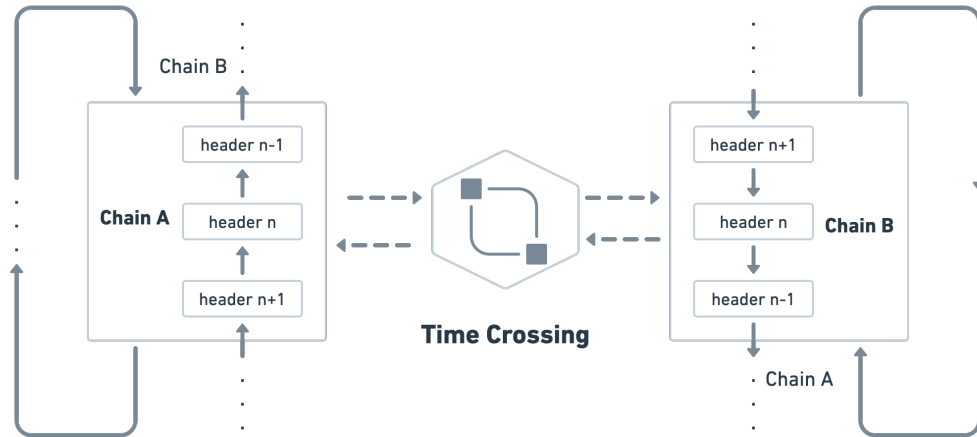 Chain B
header n-1
Chain A
header n
header n+1
Time Crossing
header n+1
header n
Chain B
header n-1
Chain A